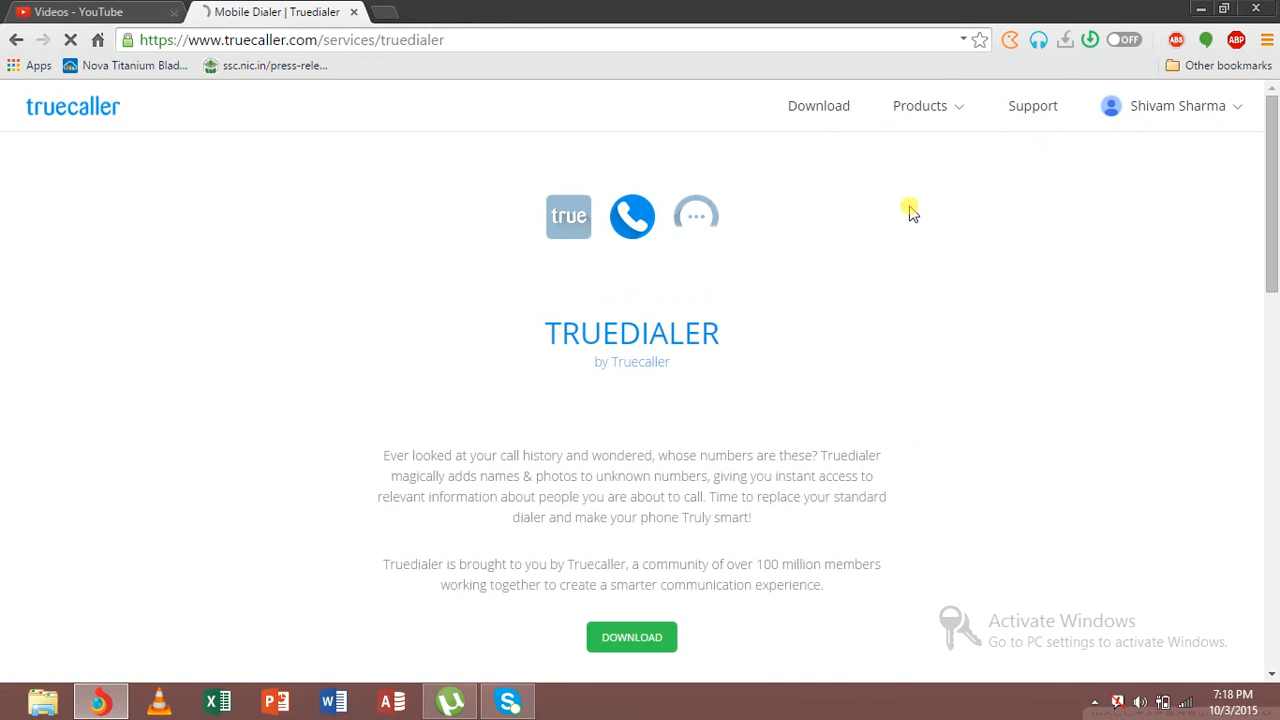 Videos - YouTube
Mobile Dialer | Truedialer
https://www.truecaller.com/services/truedialer
OFF
ABS
ABP
Apps
Nova Titanium Blad...
ssc.nic.in/press-rele...
Other bookmarks
truecaller
Download
Products
Support
Shivam Sharma
true
TRUEDIALER
by Truecaller
Ever looked at your call history and wondered, whose numbers are these? Truedialer
magically adds names & photos to unknown numbers, giving you instant access to
relevant information about people you are about to call. Time to replace your standard
dialer and make your phone Truly smart!
Truedialer is brought to you by Truecaller, a community of over 100 million members
working together to create a smarter communication experience.
DOWNLOAD
Activate Windows
Go to PC settings to activate Windows.
7:18 PM
10/3/2015